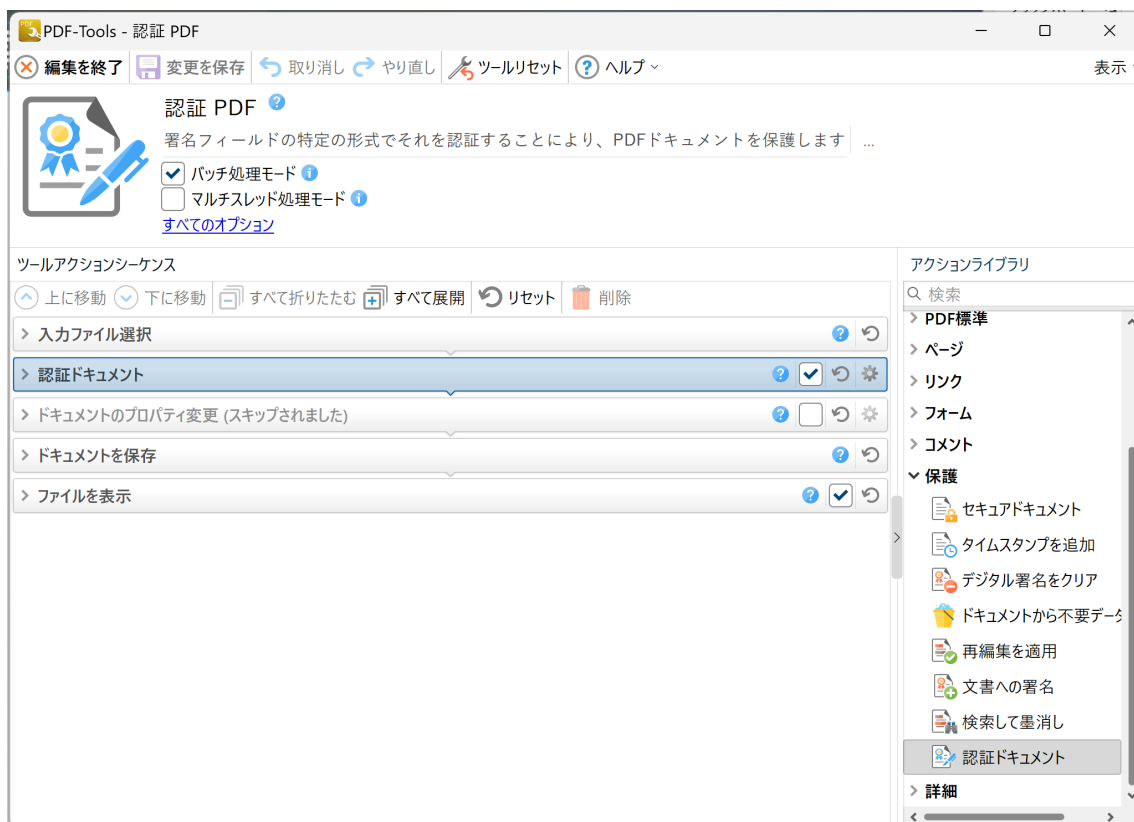 PDF-Tools - 認証 PDF
編集を終了 変更を保存 取り消し やり直し ツールリセット ヘルプ 表示
認証 PDF
署名フィールドの特定の形式でそれを認証することにより、PDFドキュメントを保護します ...
バッチ処理モード
マルチスレッド処理モード
すべてのオプション
ツールアクションシーケンス
上に移動 下に移動 すべて折りたたむ すべて展開 リセット 削除
入力ファイル選択
認証ドキュメント
ドキュメントのプロパティ変更 (スキップされました)
ドキュメントを保存
ファイルを表示
アクションライブラリ
検索
PDF標準
ページ
リンク
フォーム
コメント
保護
セキュアドキュメント
タイムスタンプを追加
デジタル署名をクリア
ドキュメントから不要データ
再編集を適用
文書への署名
検索して墨消し
認証ドキュメント
詳細